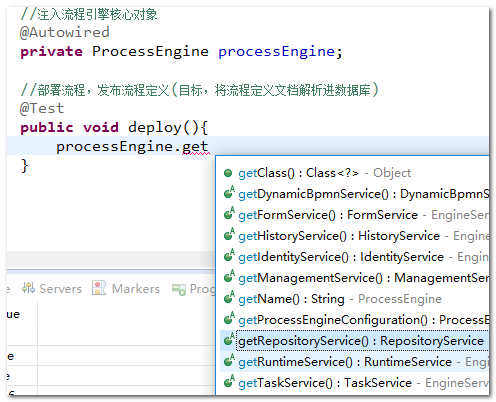 //注入流程引擎核心对象
@Autowired
private ProcessEngine processEngine;
//部署流程，发布流程定义(目标，将流程定义文档解析进数据库)
@Test
public void deploy(){
processEngine.get
}
getClass() : Class<?> - Object
getDynamicBpmnService() : DynamicBpmnS
getFormService() : FormService - EngineServ
getHistoryService() : HistoryService - Engine
getIdentityService() : IdentityService - Engin
getManagementService() : ManagementServ
getName() : String - ProcessEngine
getProcessEngineConfiguration() : ProcessE
getRepositoryService() : RepositoryService
getRuntimeService() : RuntimeService - Engi
getTaskService() : TaskService - EngineServi
e Servers Markers Prog
ue
e
e